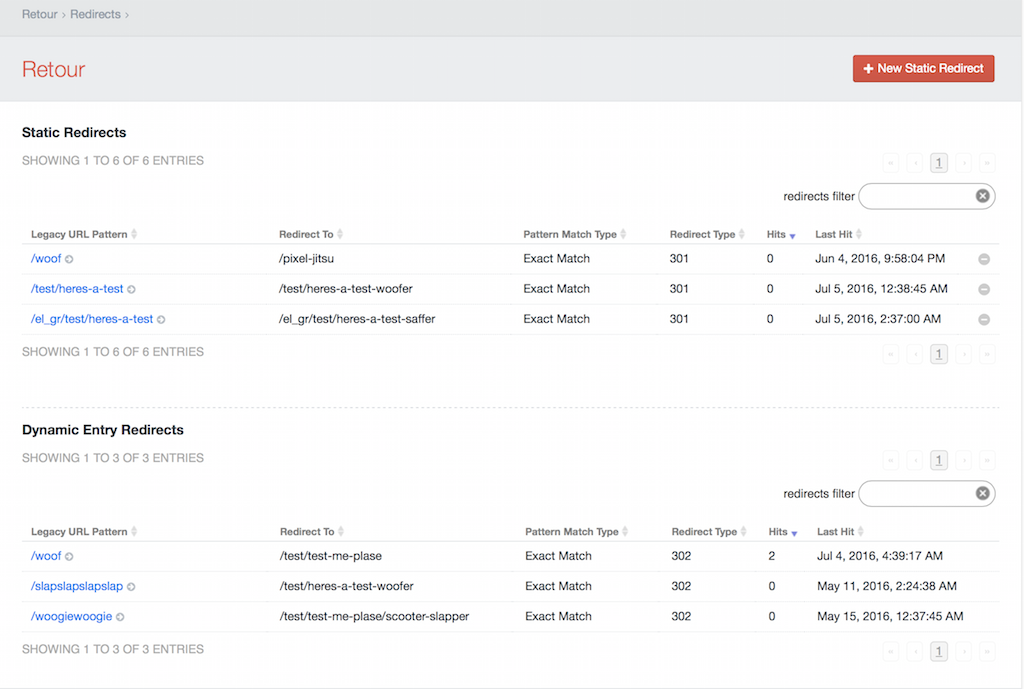 Retour › Redirects ›
Retour
+ New Static Redirect
Static Redirects
SHOWING 1 TO 6 OF 6 ENTRIES
« ‹ 1 › »
redirects filter
Legacy URL Pattern Redirect To Pattern Match Type Redirect Type Hits Last Hit
/woof /pixel-jitsu Exact Match 301 0 Jun 4, 2016, 9:58:04 PM
/test/heres-a-test /test/heres-a-test-woofer Exact Match 301 0 Jul 5, 2016, 12:38:45 AM
/el_gr/test/heres-a-test /el_gr/test/heres-a-test-saffer Exact Match 301 0 Jul 5, 2016, 2:37:00 AM
SHOWING 1 TO 6 OF 6 ENTRIES
« ‹ 1 › »
Dynamic Entry Redirects
SHOWING 1 TO 3 OF 3 ENTRIES
« ‹ 1 › »
redirects filter
Legacy URL Pattern Redirect To Pattern Match Type Redirect Type Hits Last Hit
/woof /test/test-me-plase Exact Match 302 2 Jul 4, 2016, 4:39:17 AM
/slapslapslapslap /test/heres-a-test-woofer Exact Match 302 0 May 11, 2016, 2:24:38 AM
/woogiewoogie /test/test-me-plase/scooter-slapper Exact Match 302 0 May 15, 2016, 12:37:45 AM
SHOWING 1 TO 3 OF 3 ENTRIES
« ‹ 1 › »